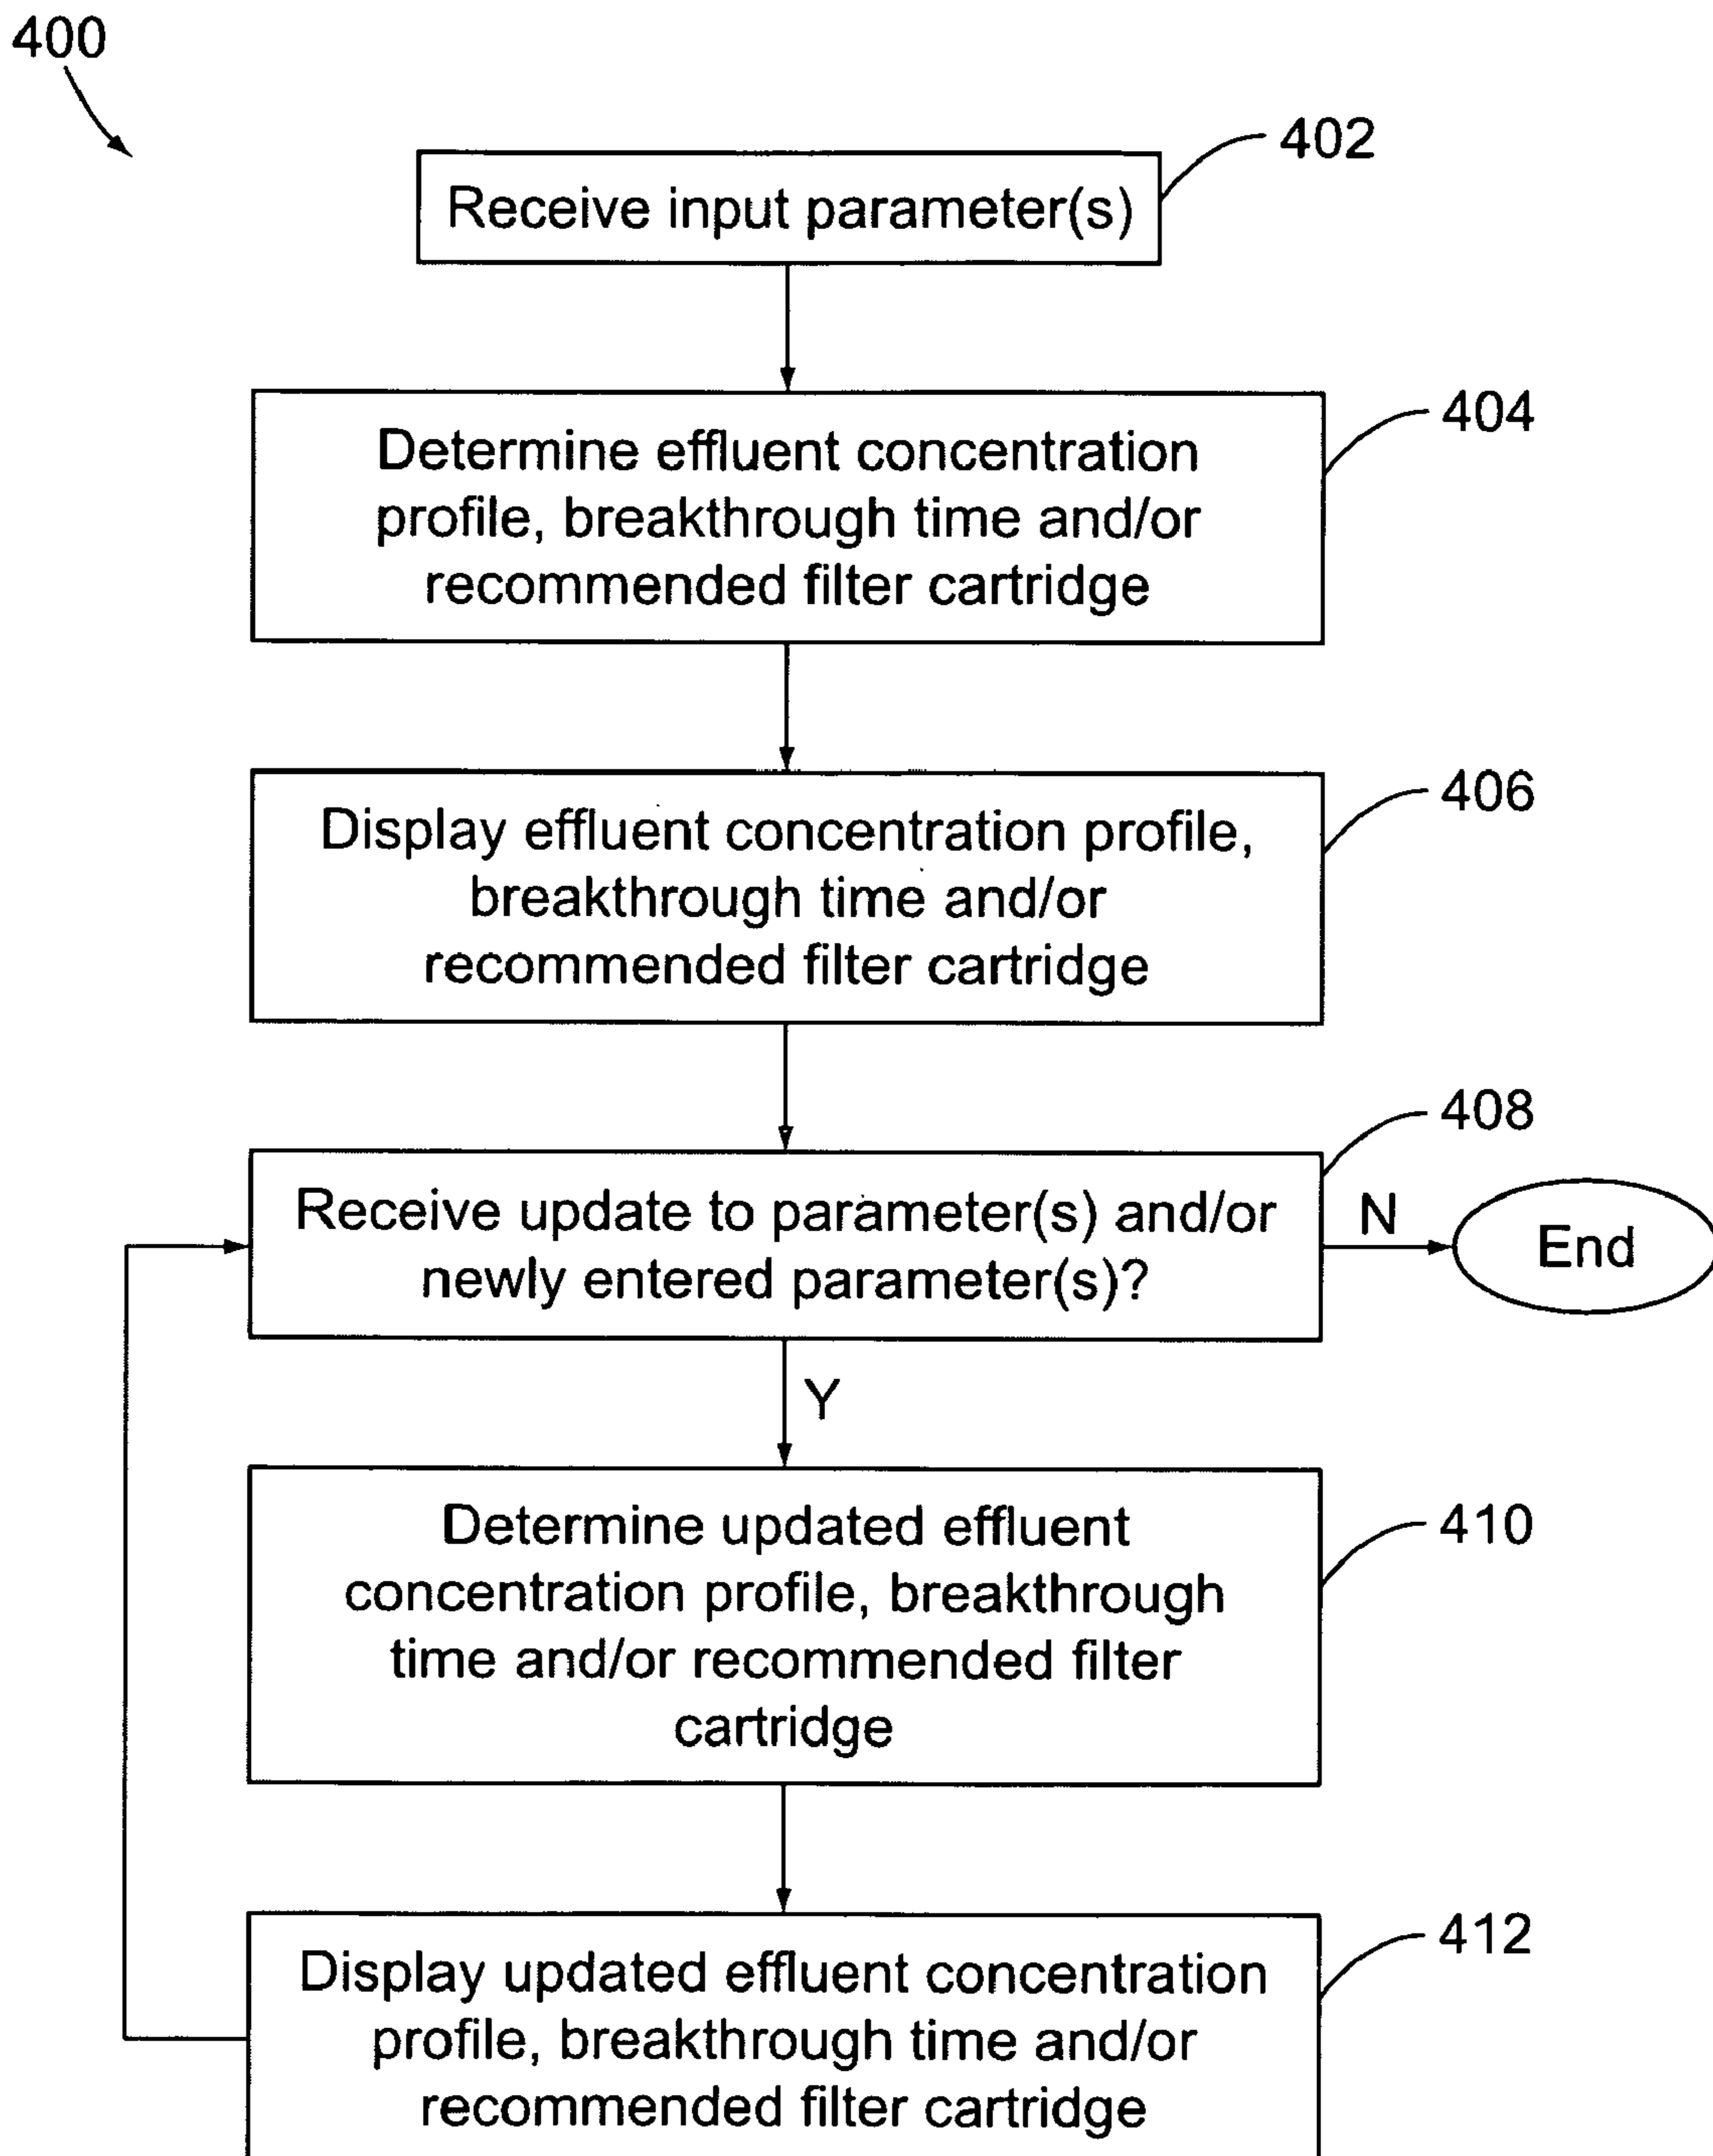 400
402
Receive input parameter(s)
404
Determine effluent concentration
profile, breakthrough time and/or
recommended filter cartridge
406
Display effluent concentration profile,
breakthrough time and/or
recommended filter cartridge
408
Receive update to parameter(s) and/or
newly entered parameter(s)?
N
End
Y
410
Determine updated effluent
concentration profile, breakthrough
time and/or recommended filter
cartridge
412
Display updated effluent concentration
profile, breakthrough time and/or
recommended filter cartridge